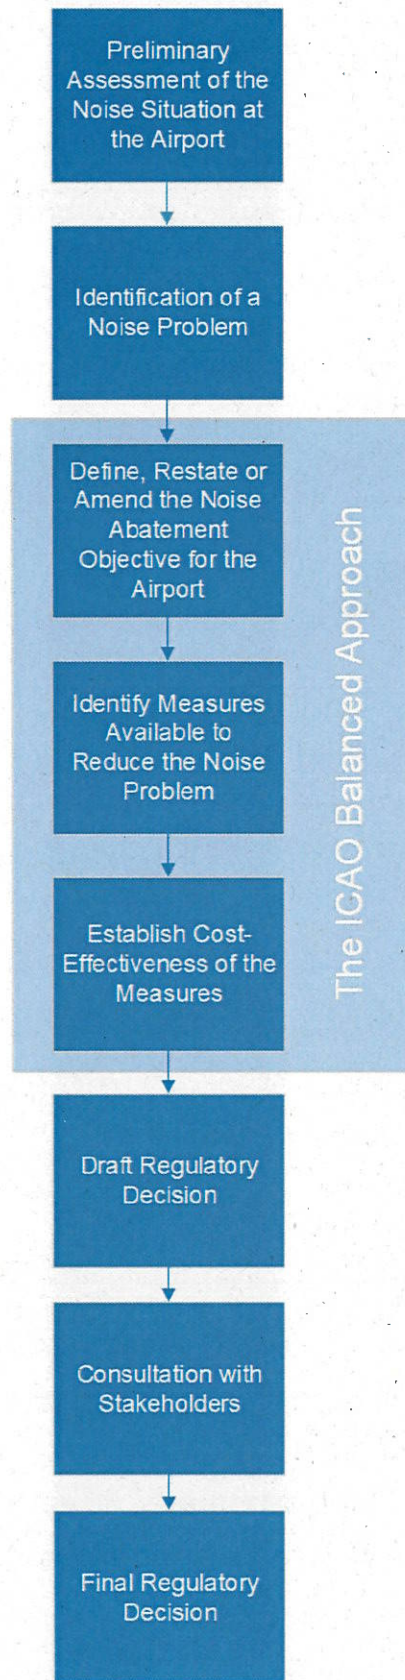 Preliminary
Assessment of the
Noise Situation at
the Airport
Identification of a
Noise Problem
Define, Restate or
Amend the Noise
Abatement
Objective for the
Airport
Identify Measures
Available to
Reduce the Noise
Problem
Establish Cost-
Effectiveness of the
Measures
The ICAO Balanced Approach
Draft Regulatory
Decision
Consultation with
Stakeholders
Final Regulatory
Decision